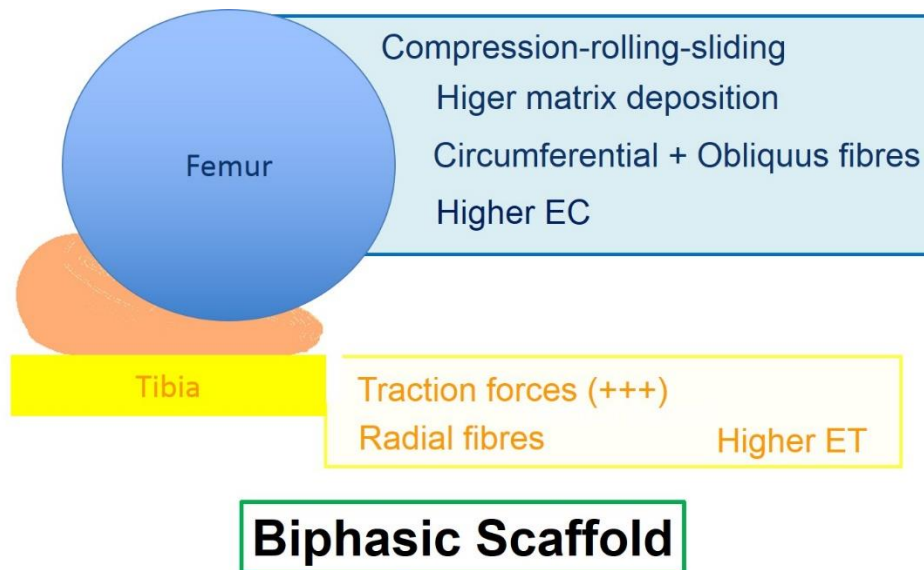 Compression-rolling-sliding
Higer matrix deposition
Femur
Circumferential + Obliquus fibres
Higher EC
Tibia
Traction forces (+++)
Radial fibres Higher ET
Biphasic Scaffold